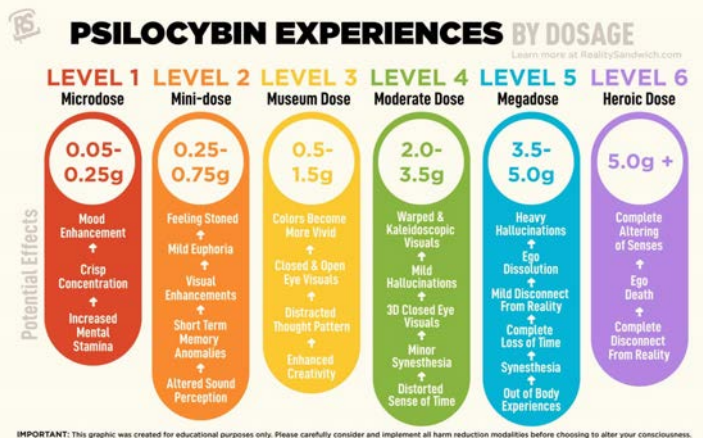 RS
PSILOCYBIN EXPERIENCES BY DOSAGE
Learn more at RealitySandwich.com
LEVEL 1
Microdose
0.05-
0.25g
Mood
Enhancement
Crisp
Concentration
Increased
Mental
Stamina
LEVEL 2
Mini-dose
0.25-
0.75g
Feeling Stoned
Mild Euphoria
Visual
Enhancements
Short Term
Memory
Anomalies
Altered Sound
Perception
LEVEL 3
Museum Dose
0.5-
1.5g
Colors Become
More Vivid
Closed & Open
Eye Visuals
Distracted
Thought Pattern
Enhanced
Creativity
LEVEL 4
Moderate Dose
2.0-
3.5g
Warped &
Kaleidoscopic
Visuals
Mild
Hallucinations
3D Closed Eye
Visuals
Minor
Synesthesia
Distorted
Sense of Time
LEVEL 5
Megadose
3.5-
5.0g
Heavy
Hallucinations
Ego
Dissolution
Mild Disconnect
From Reality
Complete
Loss of Time
Synesthesia
Out of Body
Experiences
LEVEL 6
Heroic Dose
5.0g +
Complete
Altering
of Senses
Ego
Death
Complete
Disconnect
From Reality
Potential Effects
IMPORTANT: This graphic was created for educational purposes only. Please carefully consider and implement all harm reduction modalities before choosing to alter your consciousness.